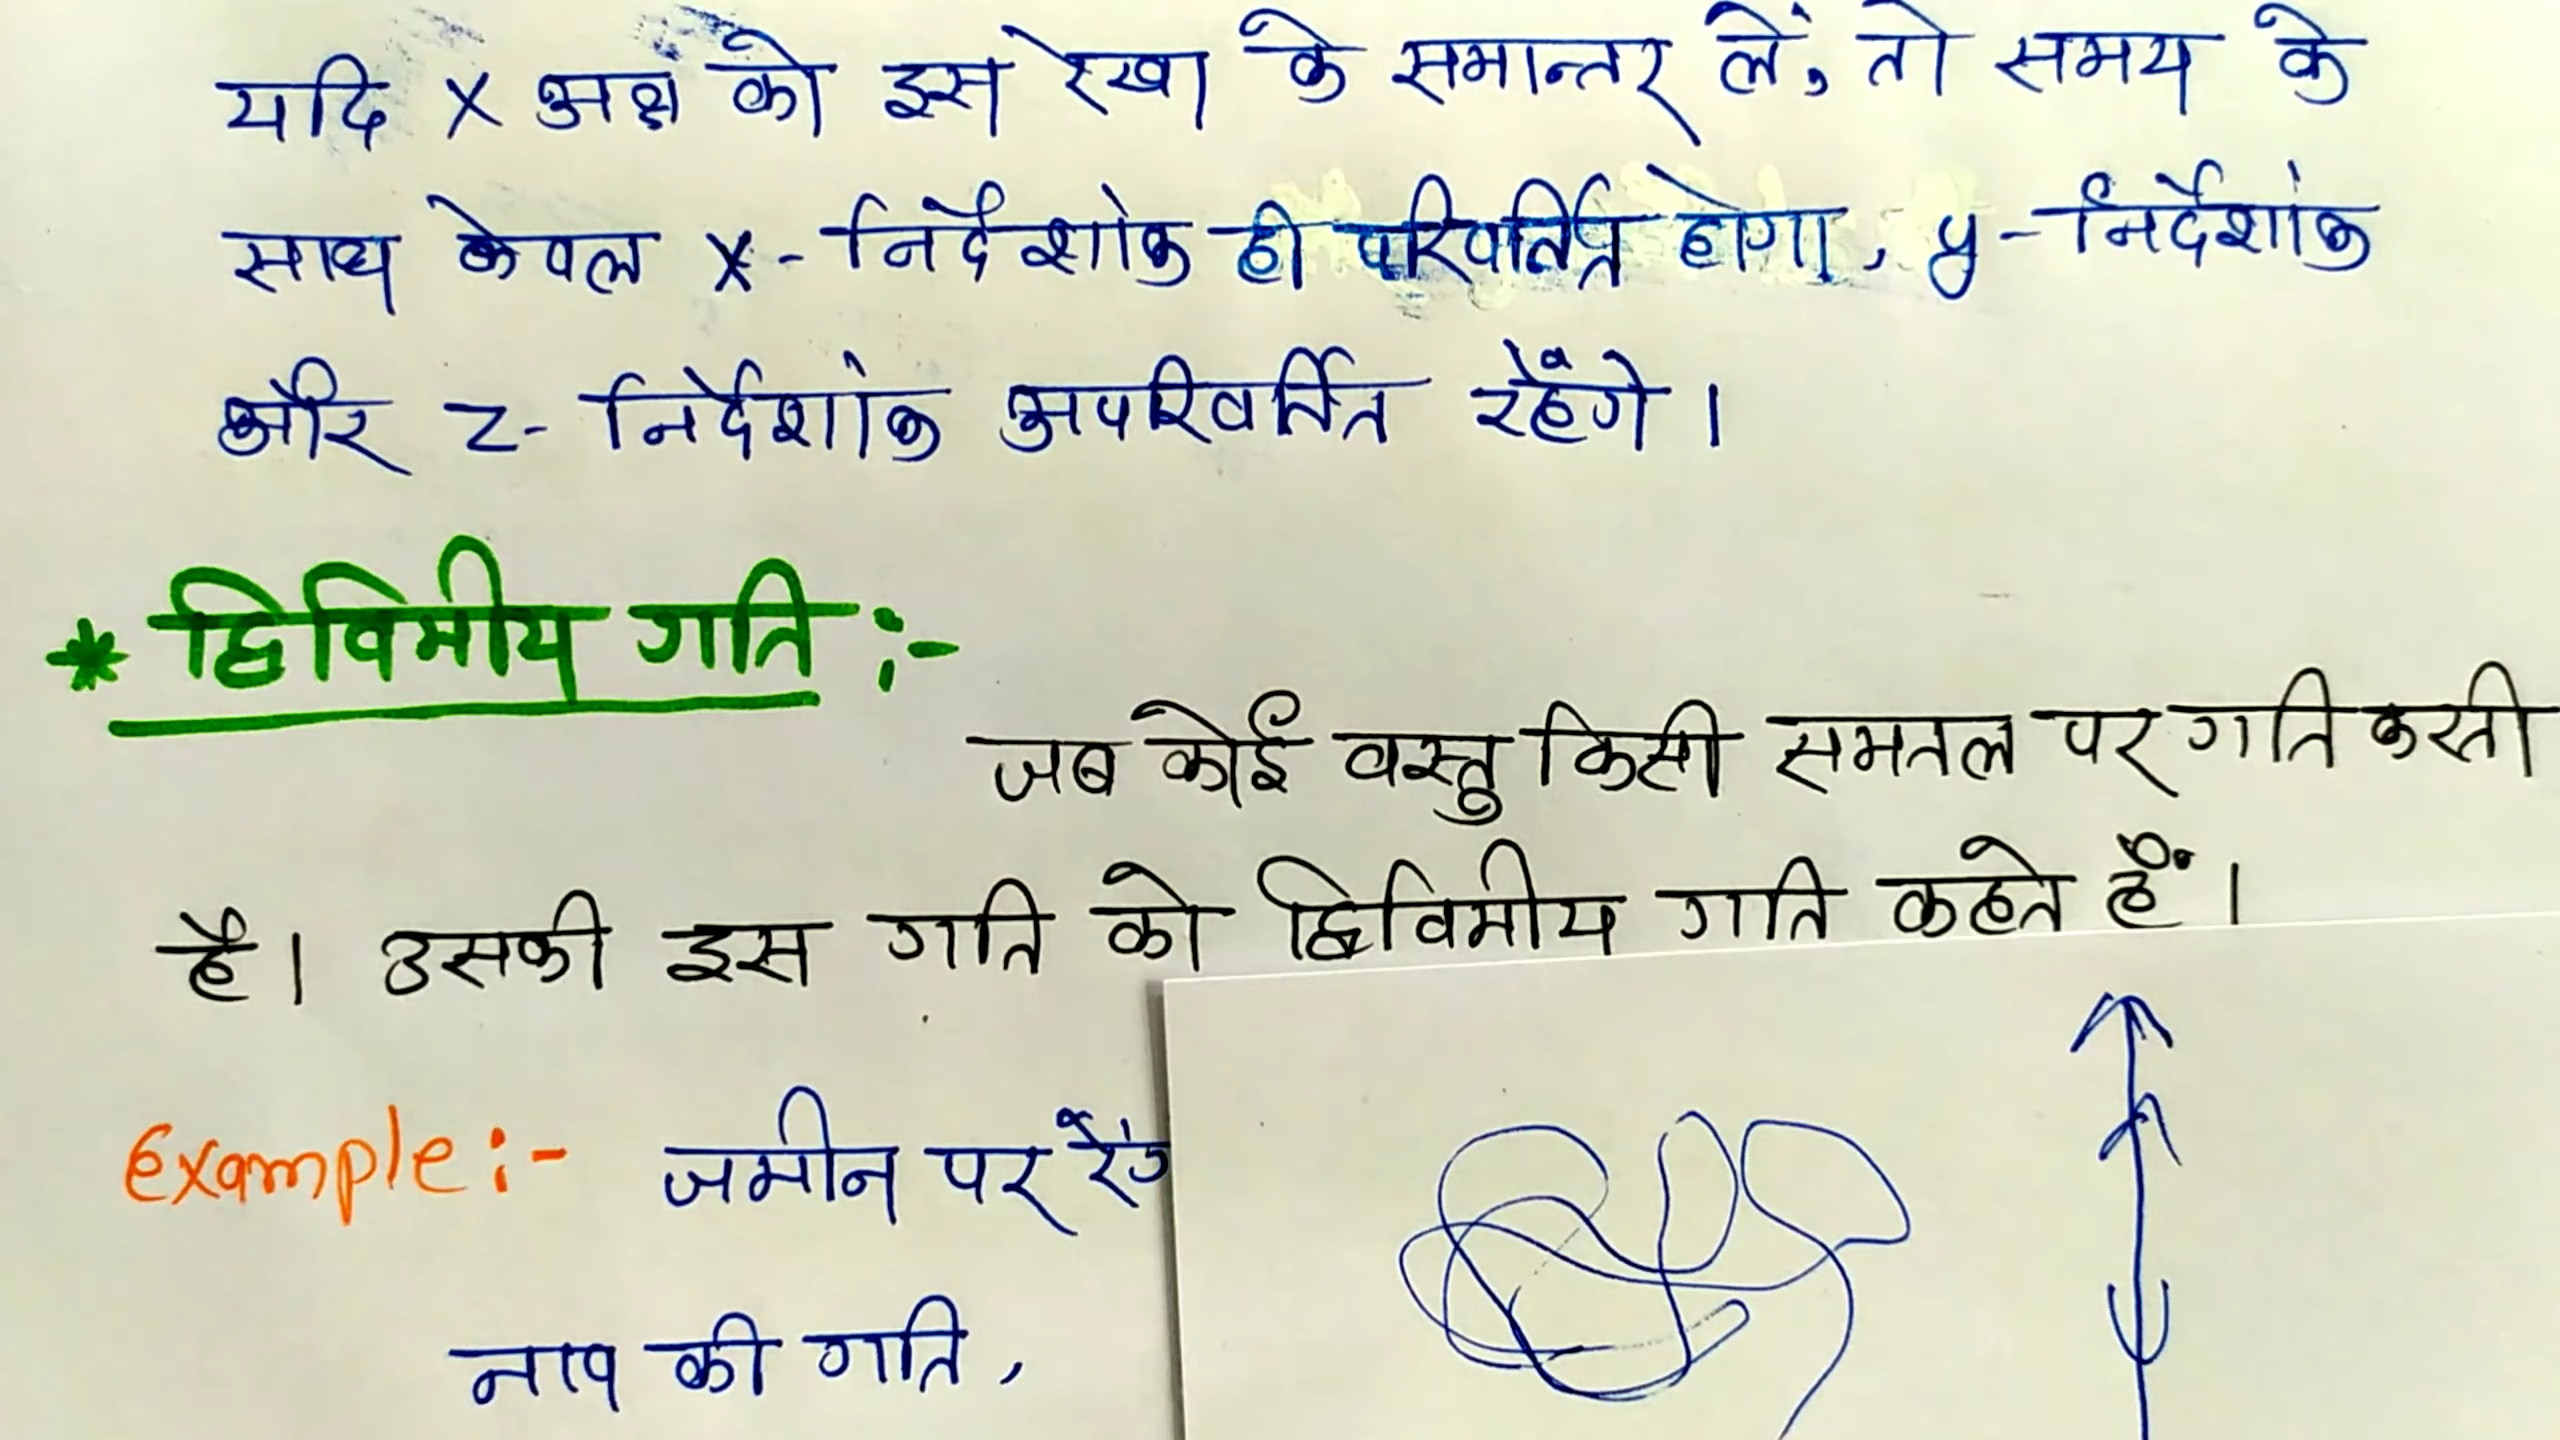 यदि x अक्ष को इस रेखा के समान्तर लें, तो समय के
साथ केवल x - निर्देशांक ही परिवर्तित होगा, y - निर्देशांक
और z - निर्देशांक अपरिवर्तित रहेंगे ।
* द्विविमीय गति :-
जब कोई वस्तु किसी समतल पर गति करती
है । उसकी इस गति को द्विविमीय गति कहते हैं ।
Example :- जमीन पर
नाव की गति ,